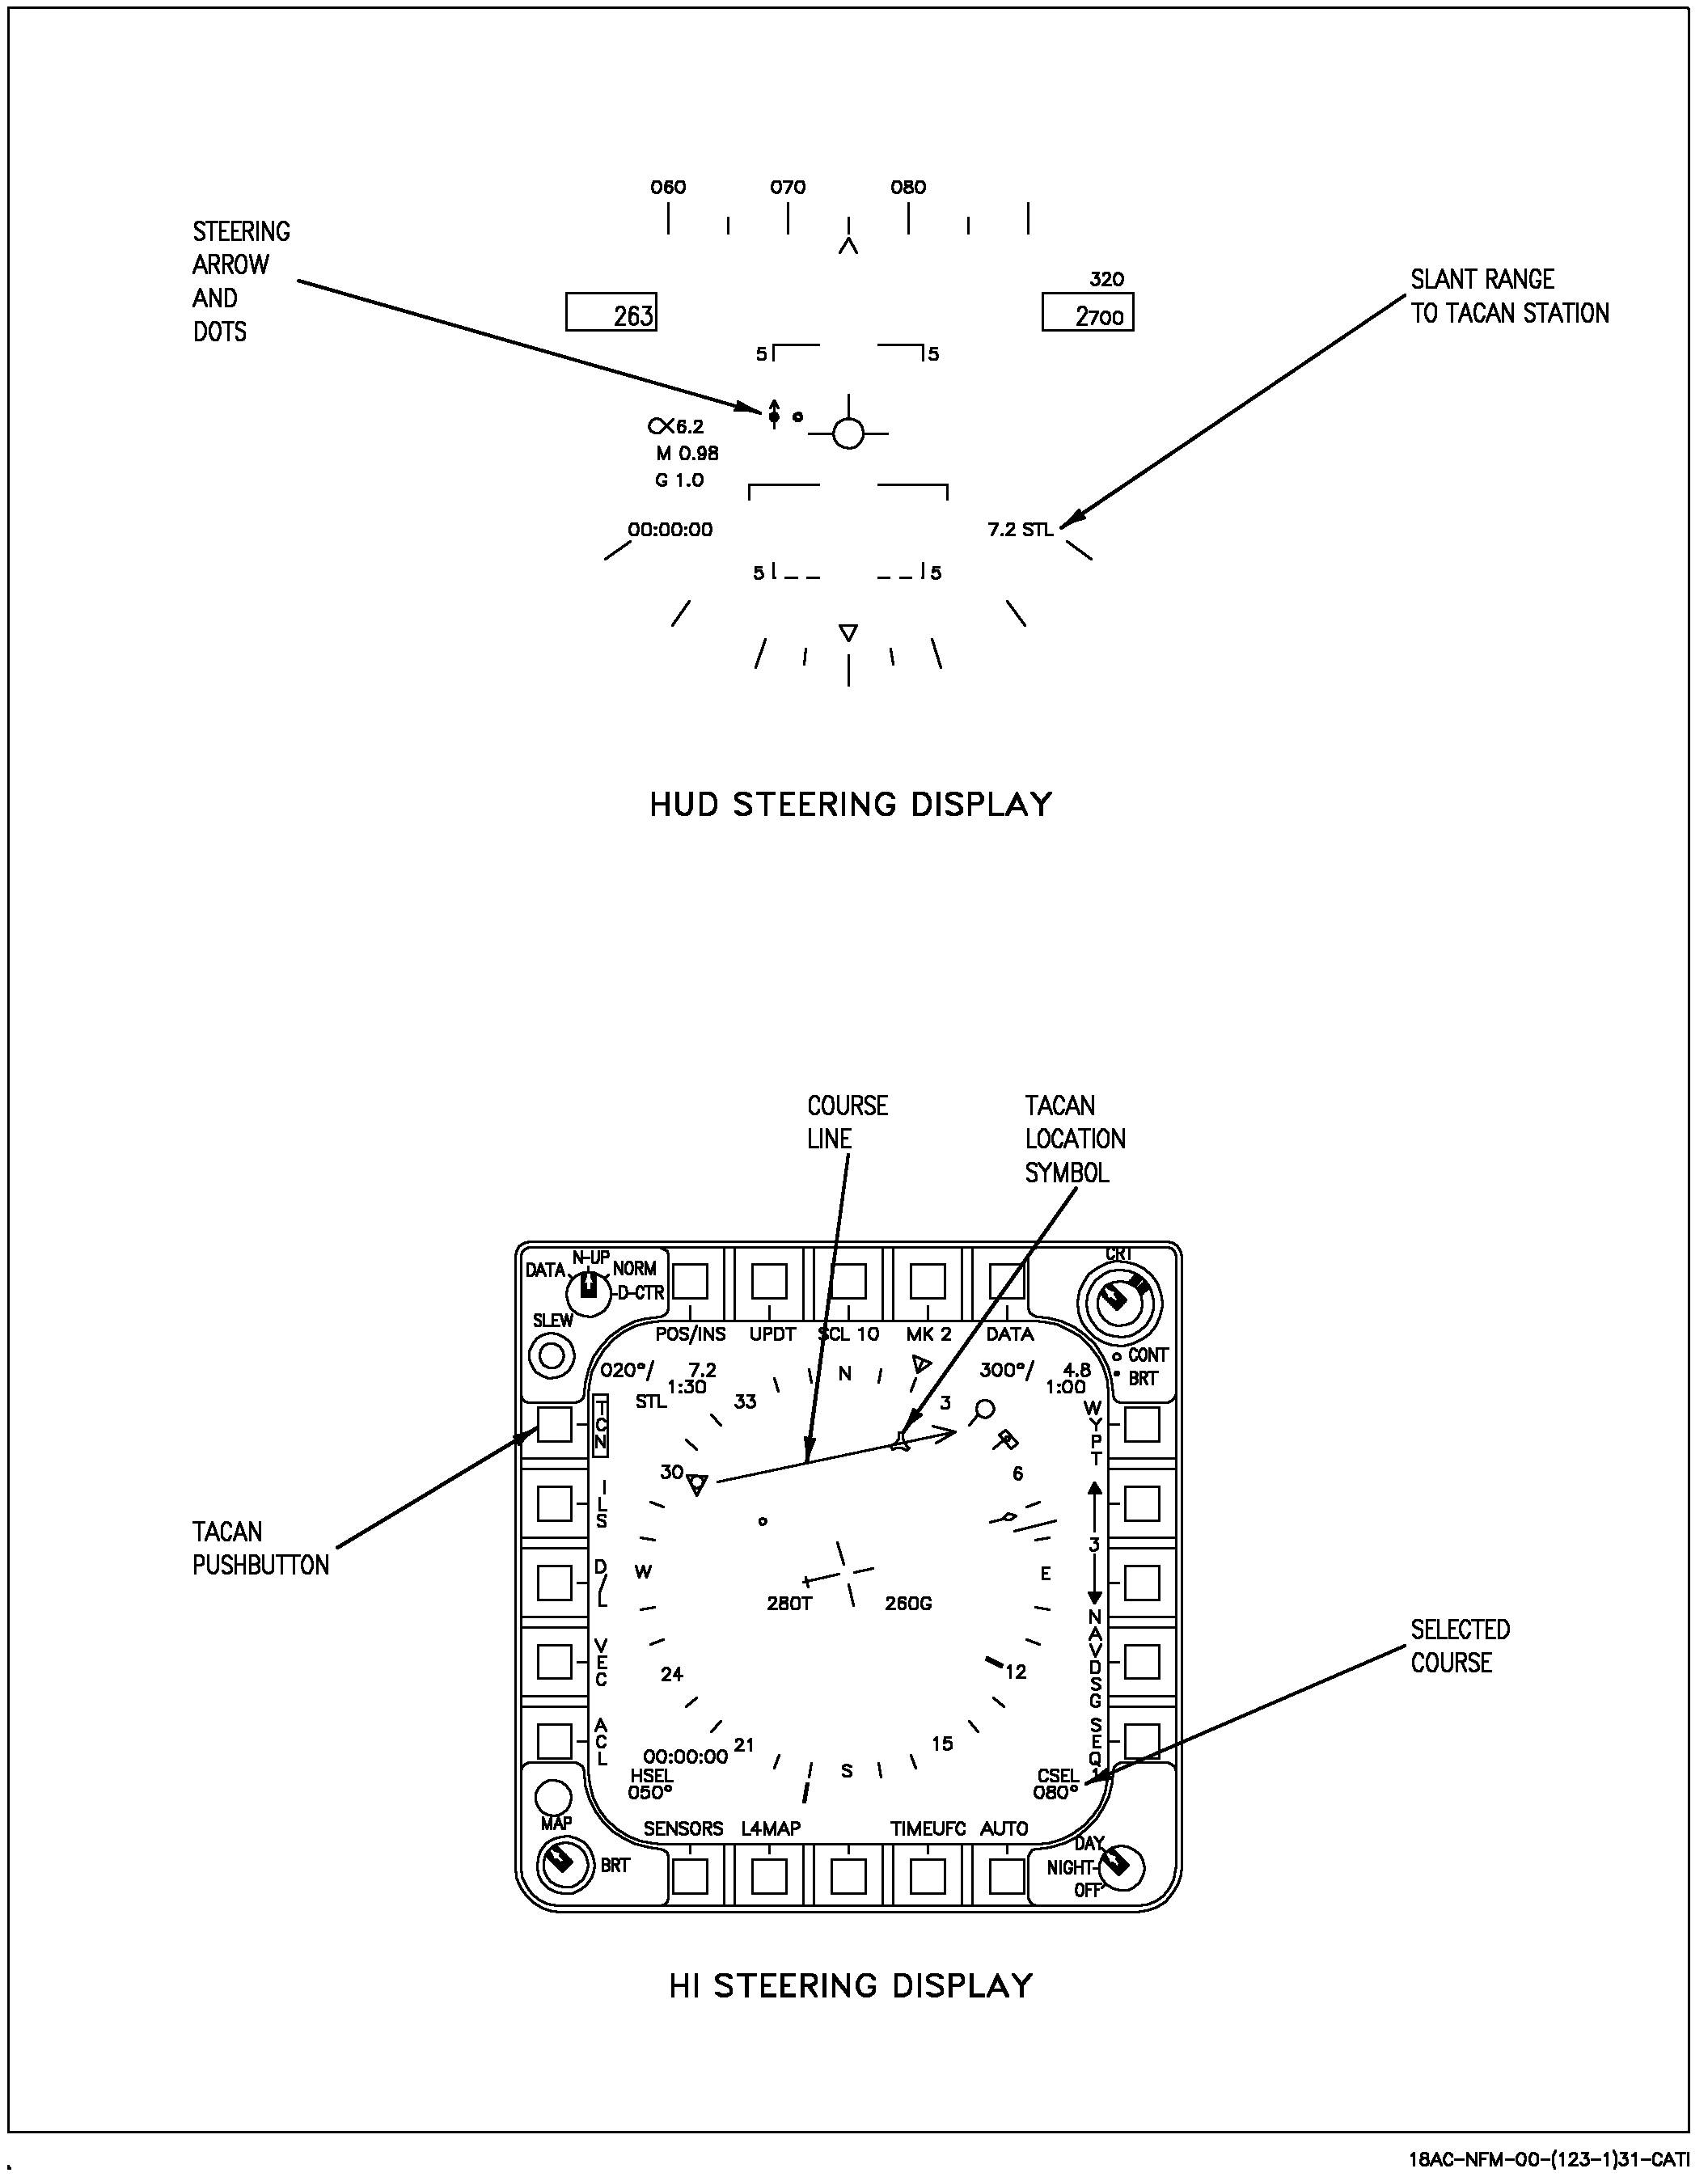 060 070 080
STEERING
ARROW
AND
DOTS
320
263
2700
SLANT RANGE
TO TACAN STATION
5 5
α6.2
M 0.98
G 1.0
00:00:00
7.2 STL
5 5
HUD STEERING DISPLAY
COURSE
LINE
TACAN
LOCATION
SYMBOL
N-UP
DATA
NORM
D-CTR
CRT
SLEW
CONT
BRT
POS/INS UPDT SCL 10 MK 2 DATA
020°/ 7.2
1:30
STL
300°/ 4.8
1:00
N
33
3
TCN
WYPT
30
6
ILS
3
W
E
D/L
280T
260G
NAVDSG
VEC
24
12
ACL
SEQ1
21
15
S
00:00:00
HSEL
050°
CSEL
080°
TACAN
PUSHBUTTON
SELECTED
COURSE
MAP
BRT
SENSORS L4MAP TIMEUFC AUTO
DAY
NIGHT
OFF
HI STEERING DISPLAY
18AC-NFM-00-(123-1)31-CATI